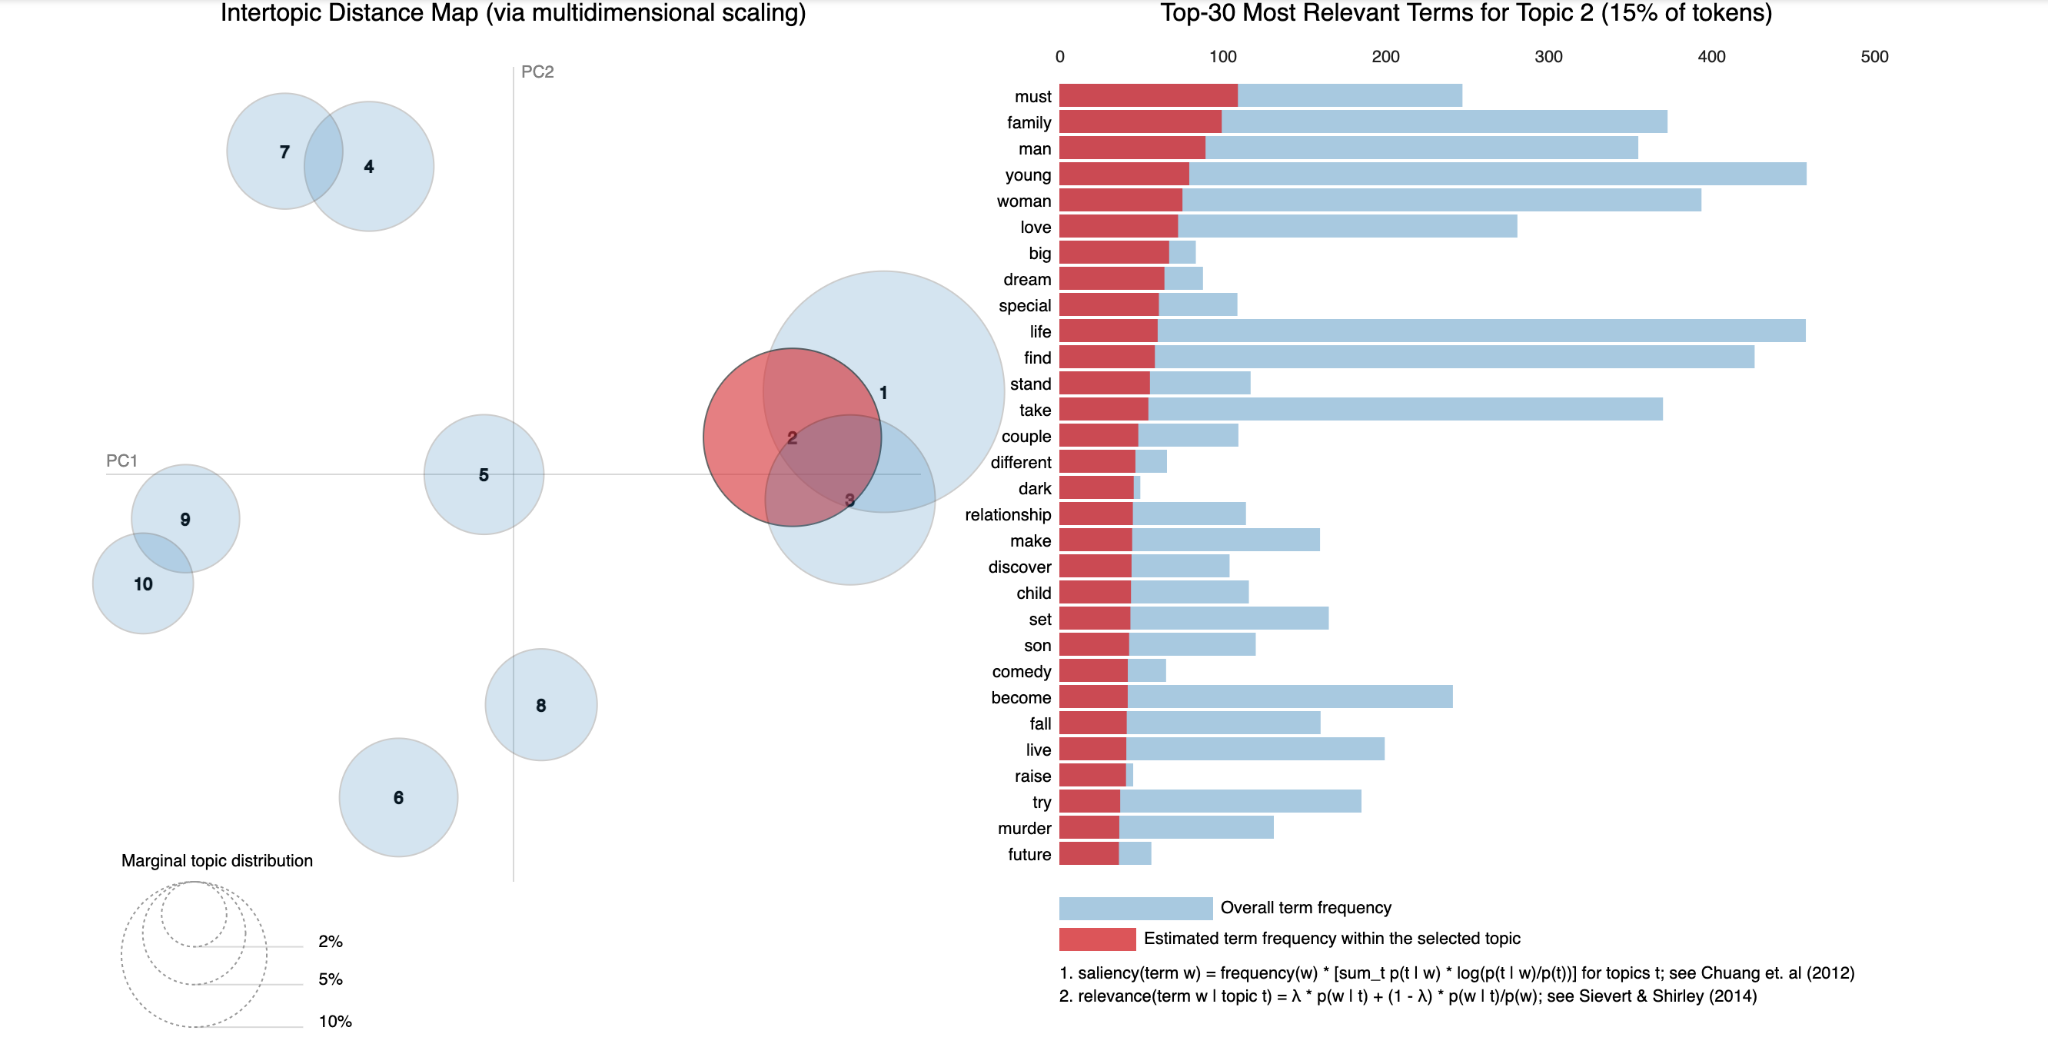 Intertopic Distance Map (via multidimensional scaling)
PC2
PC1
7
4
1
2
3
5
9
10
8
6
Marginal topic distribution
2%
5%
10%
Top-30 Most Relevant Terms for Topic 2 (15% of tokens)
0 100 200 300 400 500
must
family
man
young
woman
love
big
dream
special
life
find
stand
take
couple
different
dark
relationship
make
discover
child
set
son
comedy
become
fall
live
raise
try
murder
future
Overall term frequency
Estimated term frequency within the selected topic
1. saliency(term w) = frequency(w) * [sum_t p(t | w) * log(p(t | w)/p(t))] for topics t; see Chuang et. al (2012)
2. relevance(term w | topic t) = λ * p(w | t) + (1 - λ) * p(w | t)/p(w); see Sievert & Shirley (2014)